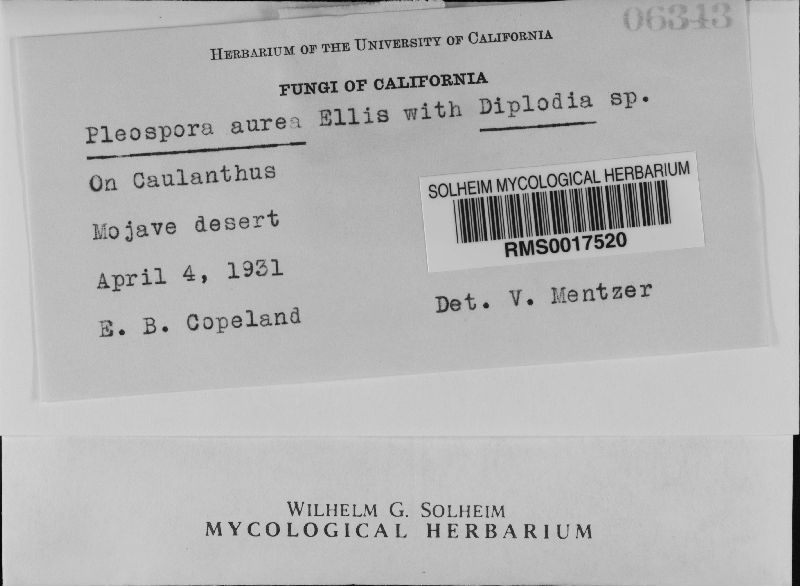 06343
HERBARIUM OF THE UNIVERSITY OF CALIFORNIA
FUNGI OF CALIFORNIA
Pleospora aurea Ellis with Diplodia sp.
On Caulanthus
Mojave desert
April 4, 1931
E. B. Copeland
SOLHEIM MYCOLOGICAL HERBARIUM
RMS0017520
Det. V. Mentzer
WILHELM G. SOLHEIM
MYCOLOGICAL HERBARIUM